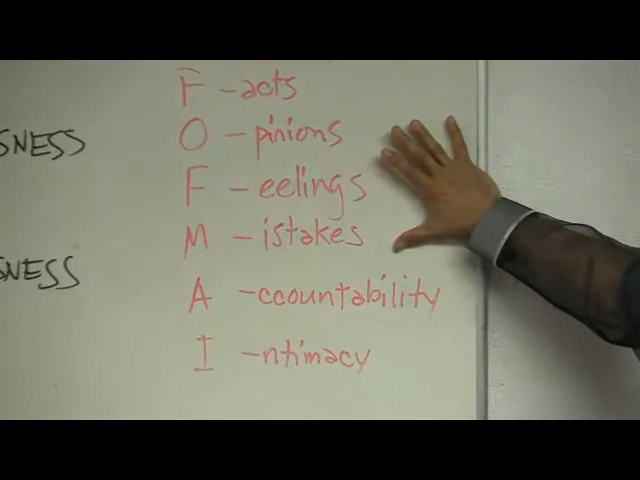 F - acts
O - pinions
SNESS
F - eelings
M - istakes
SNESS
A - ccountability
I - ntimacy